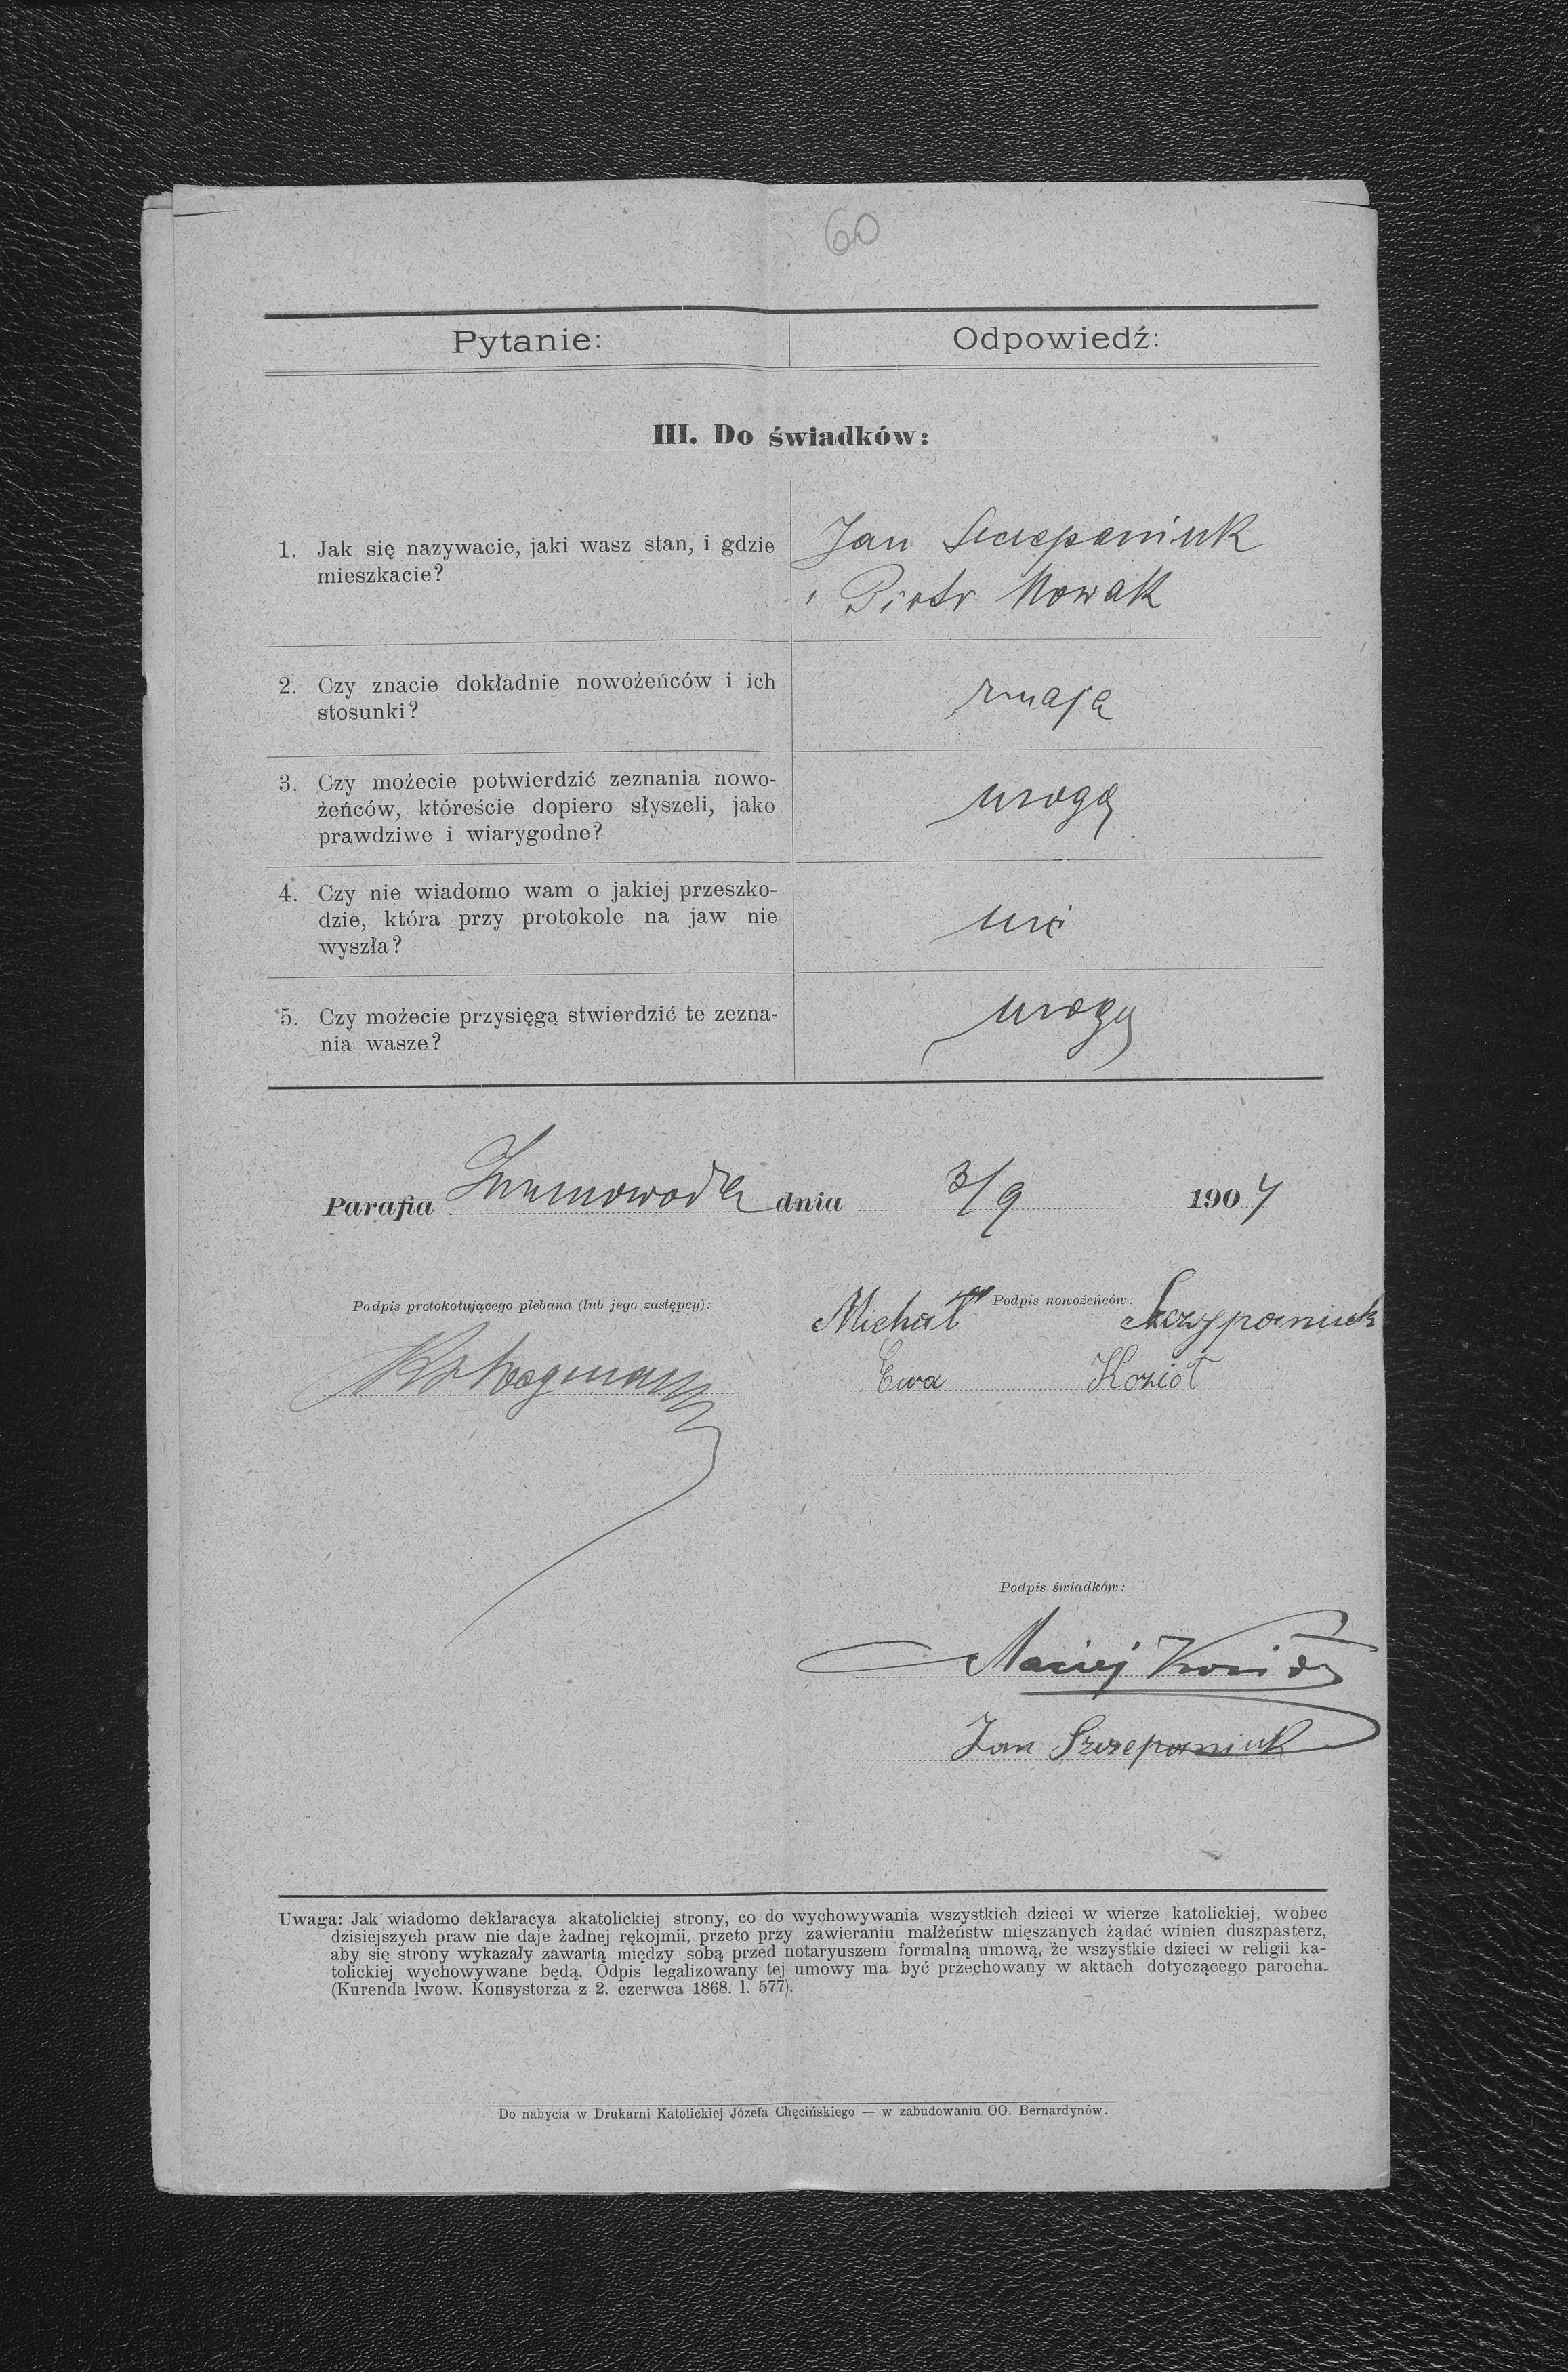 60
Pytanie: Odpowiedź:
III. Do świadków:
1. Jak się nazywacie, jaki wasz stan, i gdzie
mieszkacie?
Jan Szczepaniuk
i Piotr Nowak
2. Czy znacie dokładnie nowożeńców i ich
stosunki?
znają
3. Czy możecie potwierdzić zeznania nowo-
żeńców, któreście dopiero słyszeli, jako
prawdziwe i wiarygodne?
mogą
4. Czy nie wiadomo wam o jakiej przeszko-
dzie, która przy protokole na jaw nie
wyszła?
nic
5. Czy możecie przysięgą stwierdzić te zezna-
nia wasze?
mogą
Parafia dnia 3/9 1907
Podpis protokołującego plebana (lub jego zastępcy):
Podpis nowożeńców:
Michał Szczypaniuk
Ewa Kozioł
Podpis świadków:
Maciej Kozioł
Jan Szczepaniuk
Uwaga: Jak wiadomo deklaracya akatolickiej strony, co do wychowywania wszystkich dzieci w wierze katolickiej, wobec
dzisiejszych praw nie daje żadnej rękojmii, przeto przy zawieraniu małżeństw mięszanych żądać winien duszpasterz,
aby się strony wykazały zawartą między sobą przed notaryuszem formalną umową, że wszystkie dzieci w religii ka-
tolickiej wychowywane będą. Odpis legalizowany tej umowy ma być przechowany w aktach dotyczącego parocha.
(Kurenda lwow. Konsystorza z 2. czerwca 1868. l. 577).
Do nabycia w Drukarni Katolickiej Józefa Chęcińskiego — w zabudowaniu OO. Bernardynów.